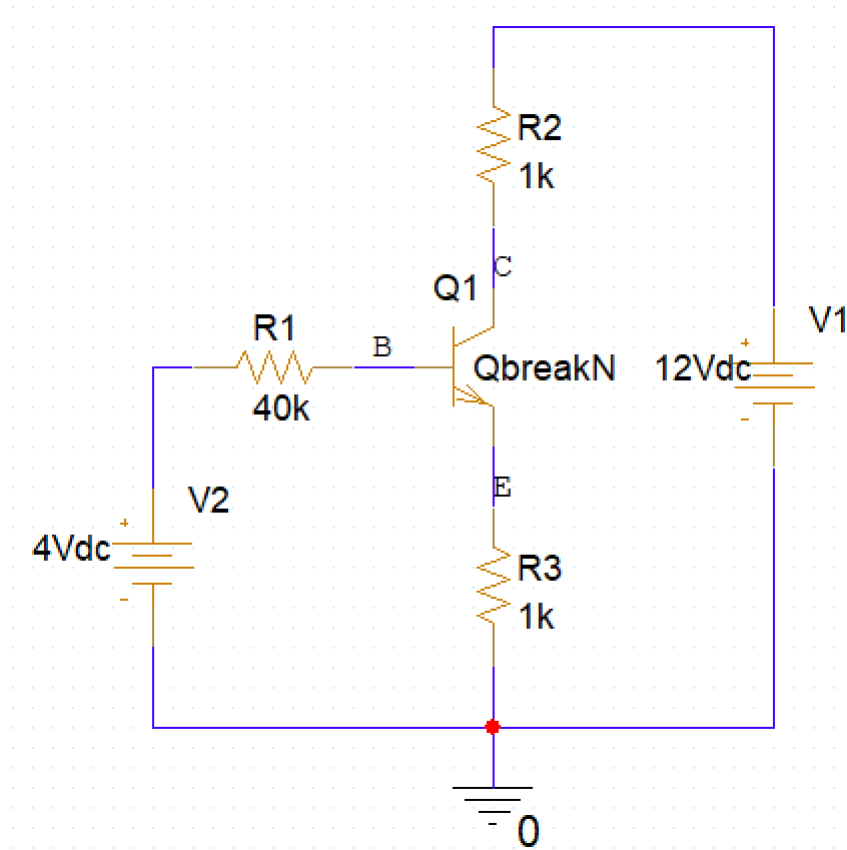 R2
1k
C
Q1
V1
R1
B
QbreakN
12Vdc
+
-
40k
E
V2
+
4Vdc
-
R3
1k
0